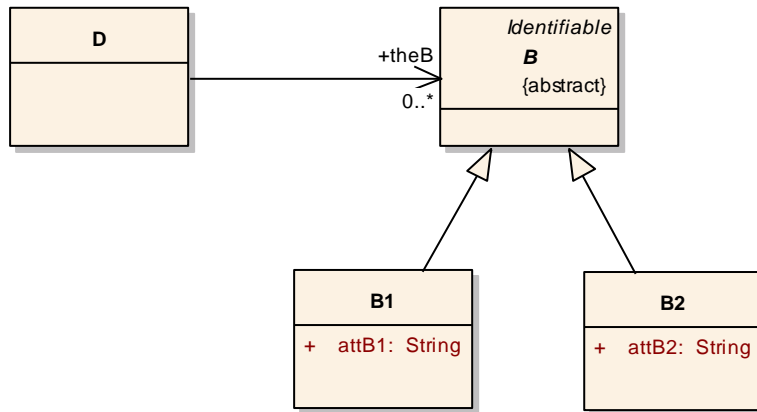 D
Identifiable
B
{abstract}
+theB
0..*
B1
+ attB1: String
B2
+ attB2: String